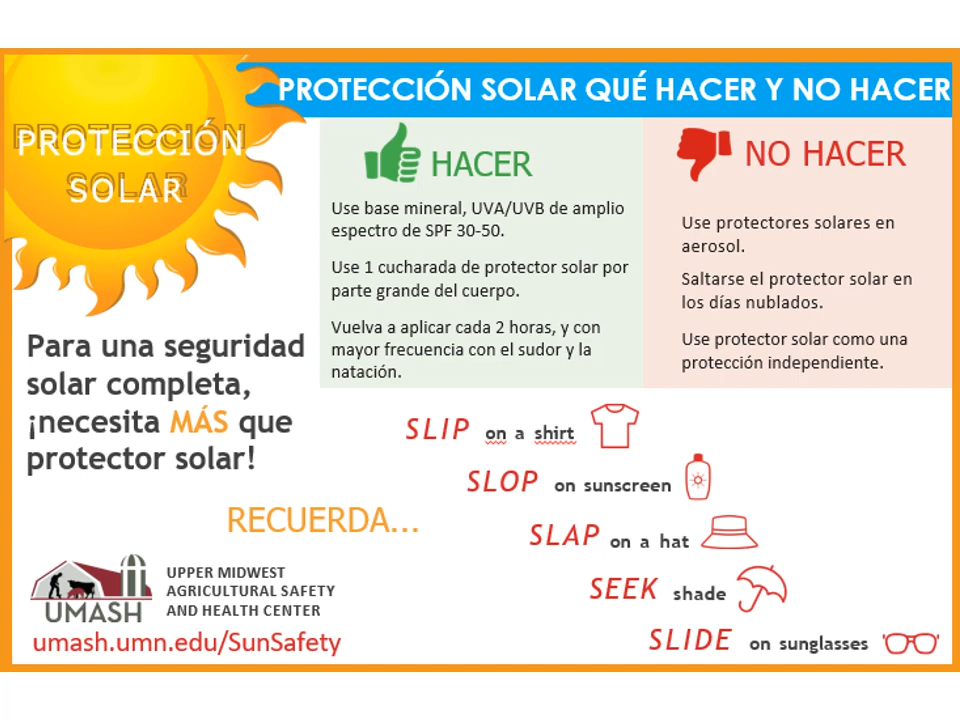 PROTECCIÓN SOLAR QUÉ HACER Y NO HACER
PROTECCIÓN
SOLAR
HACER
Use base mineral, UVA/UVB de amplio
espectro de SPF 30-50.
Use 1 cucharada de protector solar por
parte grande del cuerpo.
Vuelva a aplicar cada 2 horas, y con
mayor frecuencia con el sudor y la
natación.
NO HACER
Use protectores solares en
aerosol.
Saltarse el protector solar en
los días nublados.
Use protector solar como una
protección independiente.
Para una seguridad
solar completa,
¡necesita MÁS que
protector solar!
RECUERDA...
SLIP on a shirt
SLOP on sunscreen
SLAP on a hat
SEEK shade
SLIDE on sunglasses
UMASH
UPPER MIDWEST
AGRICULTURAL SAFETY
AND HEALTH CENTER
umash.umn.edu/SunSafety